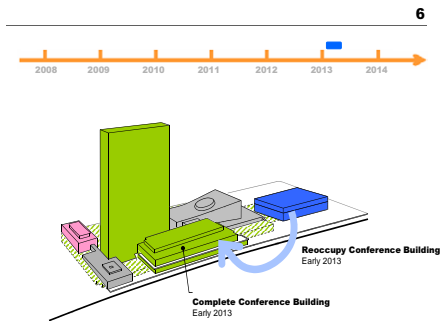 6
2008 2009 2010 2011 2012 2013 2014
Reoccupy Conference Building
Early 2013
Complete Conference Building
Early 2013